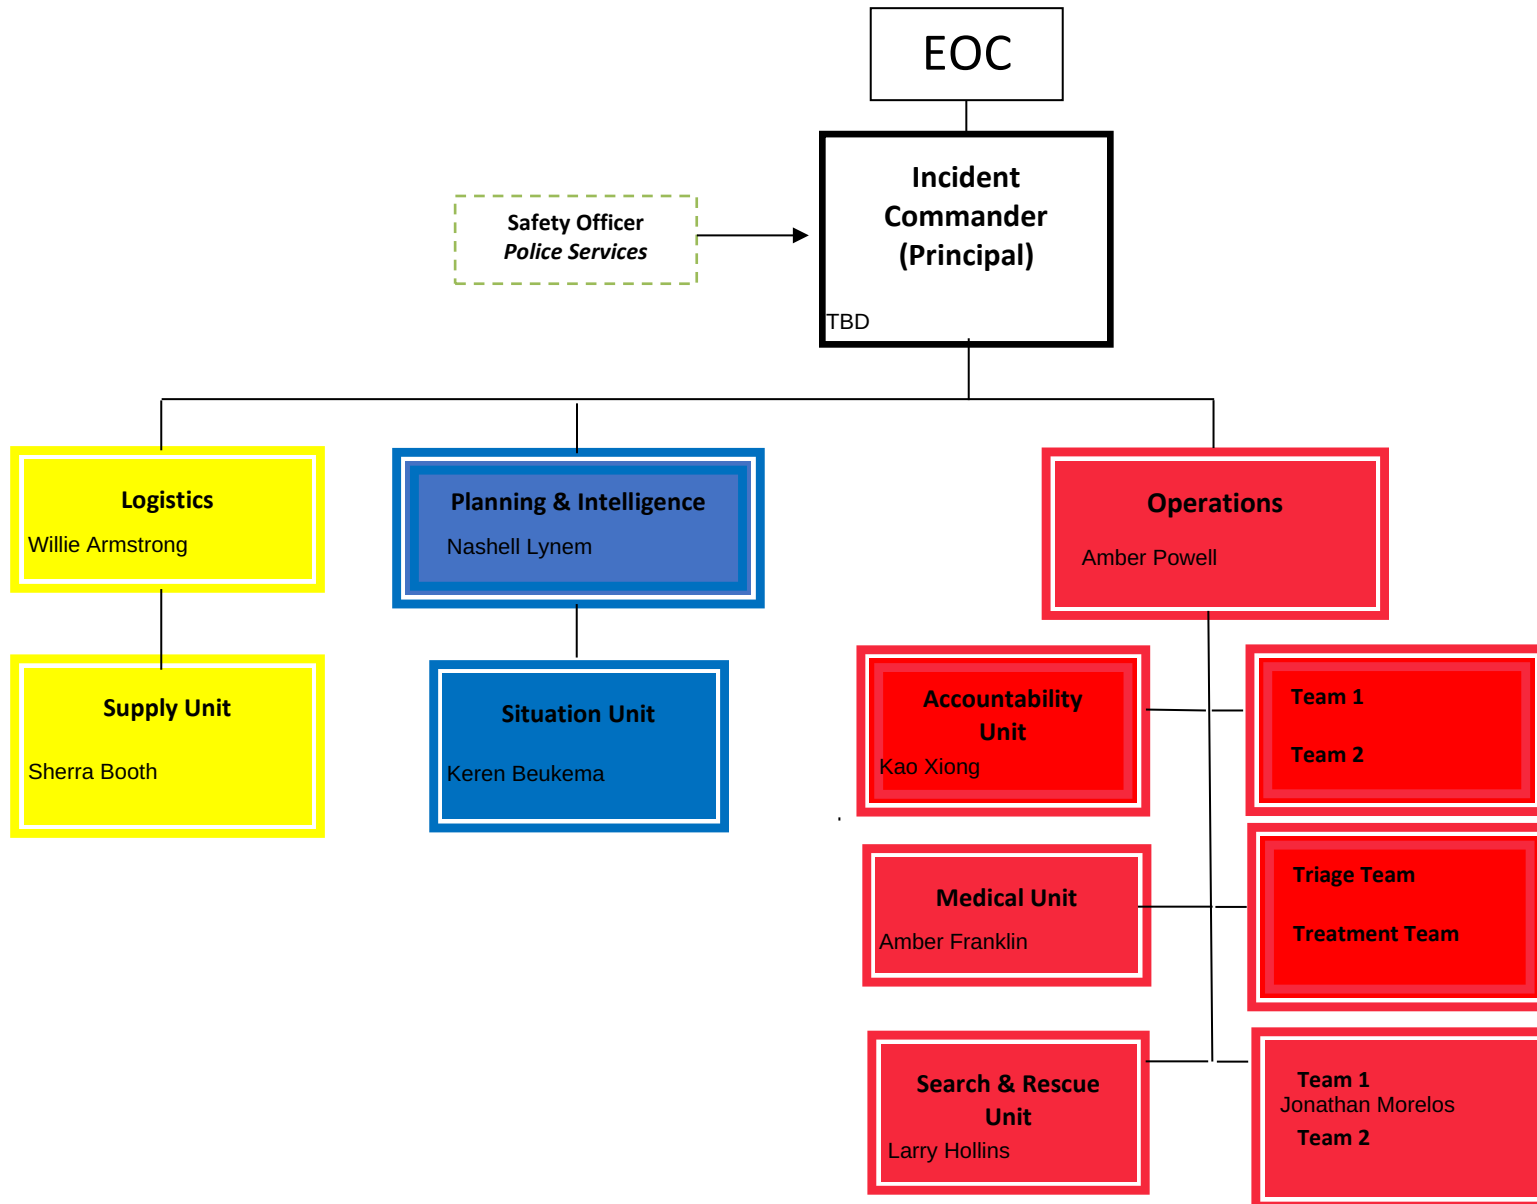 EOC
Incident
Commander
(Principal)
TBD
Safety Officer
Police Services
Logistics
Willie Armstrong
Planning & Intelligence
Nashell Lynem
Operations
Amber Powell
Supply Unit
Sherra Booth
Situation Unit
Keren Beukema
Accountability
Unit
Kao Xiong
Team 1
Team 2
Medical Unit
Amber Franklin
Triage Team
Treatment Team
Search & Rescue
Unit
Larry Hollins
Team 1
Jonathan Morelos
Team 2